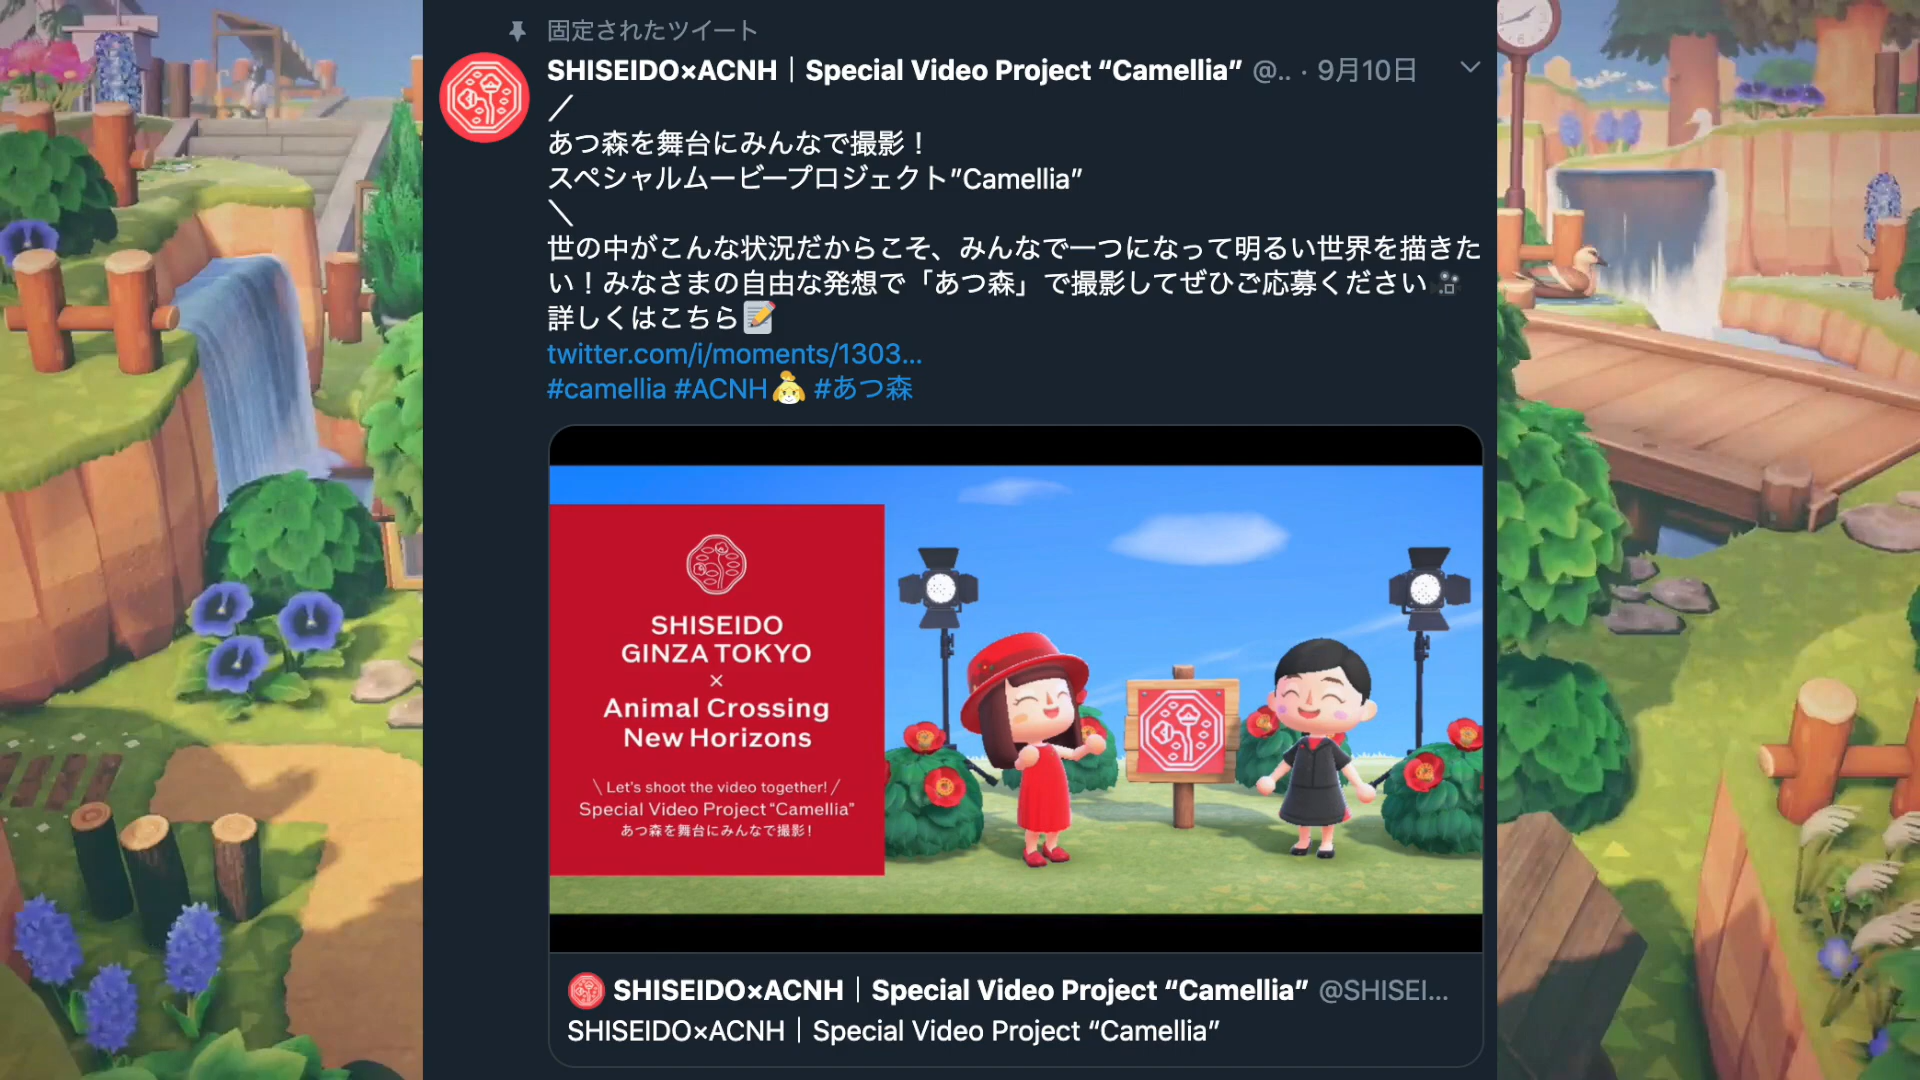 固定されたツイート
SHISEIDO×ACNH｜Special Video Project “Camellia” @.. · 9月10日
／
あつ森を舞台にみんなで撮影！
スペシャルムービープロジェクト”Camellia”
＼
世の中がこんな状況だからこそ、みんなで一つになって明るい世界を描きた
い！みなさまの自由な発想で「あつ森」で撮影してぜひご応募ください🎥
詳しくはこちら📝
twitter.com/i/moments/1303...
#camellia #ACNH #あつ森
SHISEIDO
GINZA TOKYO
×
Animal Crossing
New Horizons
＼Let's shoot the video together!／
Special Video Project “Camellia”
あつ森を舞台にみんなで撮影！
SHISEIDO×ACNH｜Special Video Project “Camellia” @SHISEI...
SHISEIDO×ACNH｜Special Video Project “Camellia”